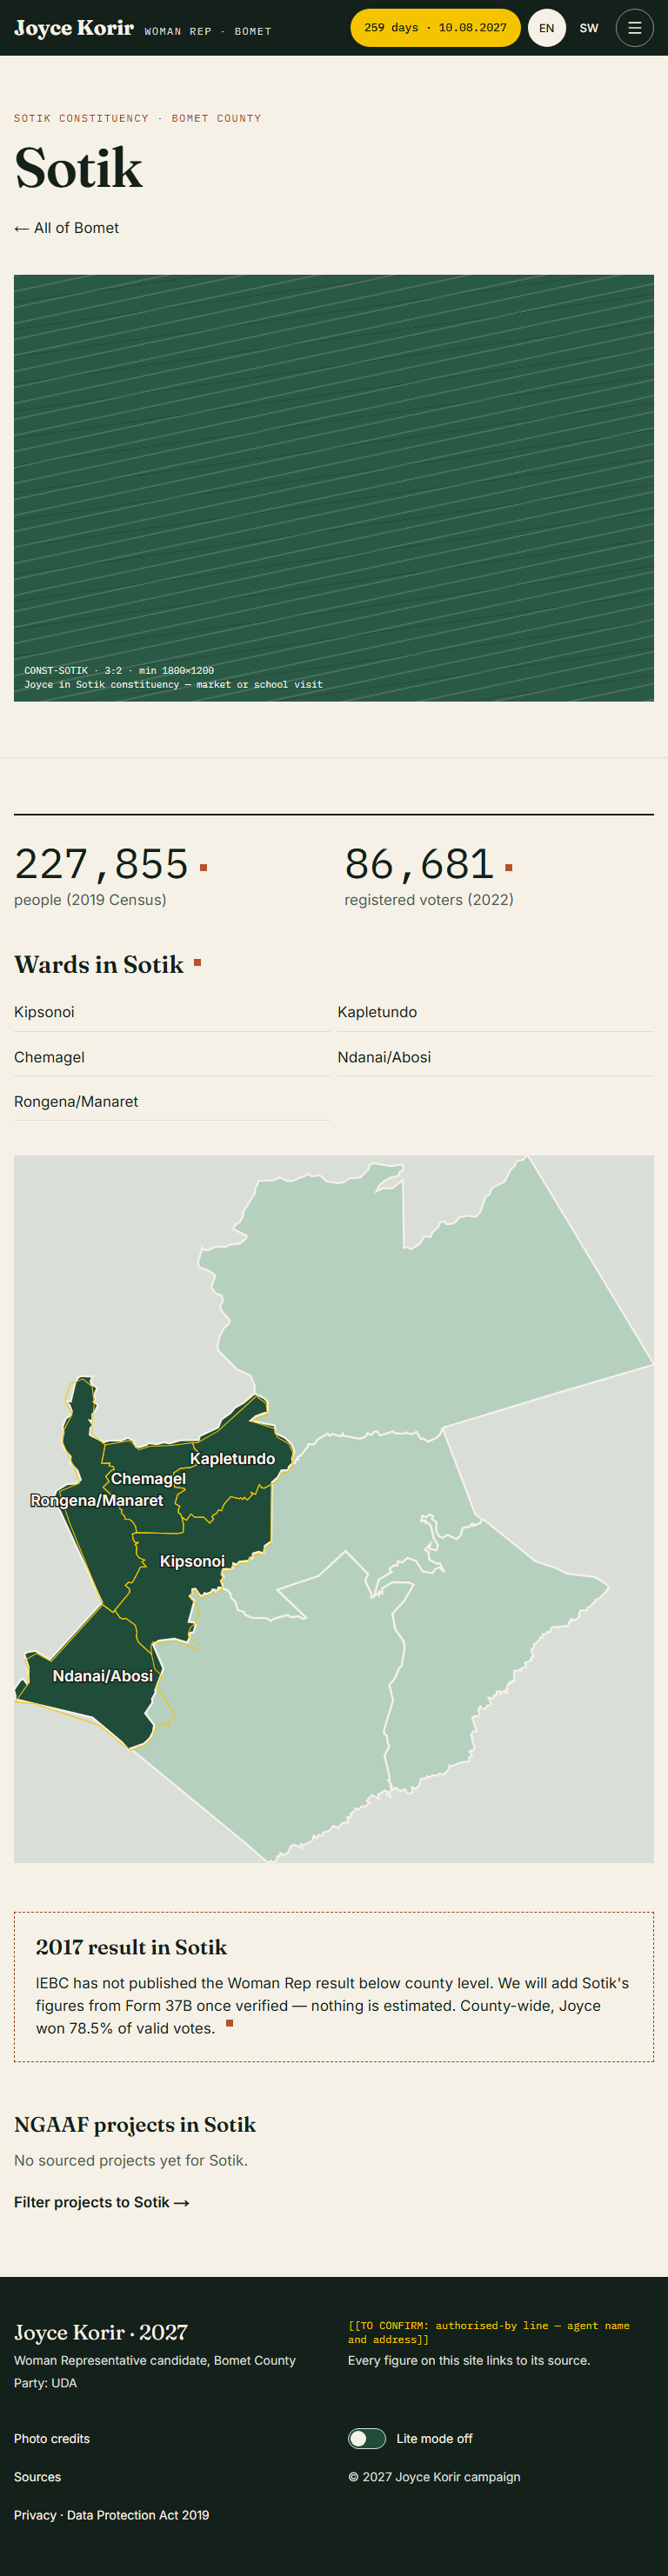 Joyce Korir WOMAN REP · BOMET
259 days · 10.08.2027
EN
SW
SOTIK CONSTITUENCY · BOMET COUNTY
Sotik
← All of Bomet
CONST-SOTIK · 3:2 · min 1800×1200
Joyce in Sotik constituency — market or school visit
227,855
people (2019 Census)
86,681
registered voters (2022)
Wards in Sotik
Kipsonoi
Kapletundo
Chemagel
Ndanai/Abosi
Rongena/Manaret
Kapletundo
Chemagel
Rongena/Manaret
Kipsonoi
Ndanai/Abosi
2017 result in Sotik
IEBC has not published the Woman Rep result below county level. We will add Sotik's
figures from Form 37B once verified — nothing is estimated. County-wide, Joyce
won 78.5% of valid votes.
NGAAF projects in Sotik
No sourced projects yet for Sotik.
Filter projects to Sotik →
Joyce Korir · 2027
Woman Representative candidate, Bomet County
Party: UDA
[[TO CONFIRM: authorised-by line — agent name
and address]]
Every figure on this site links to its source.
Photo credits
Sources
Privacy · Data Protection Act 2019
Lite mode off
© 2027 Joyce Korir campaign